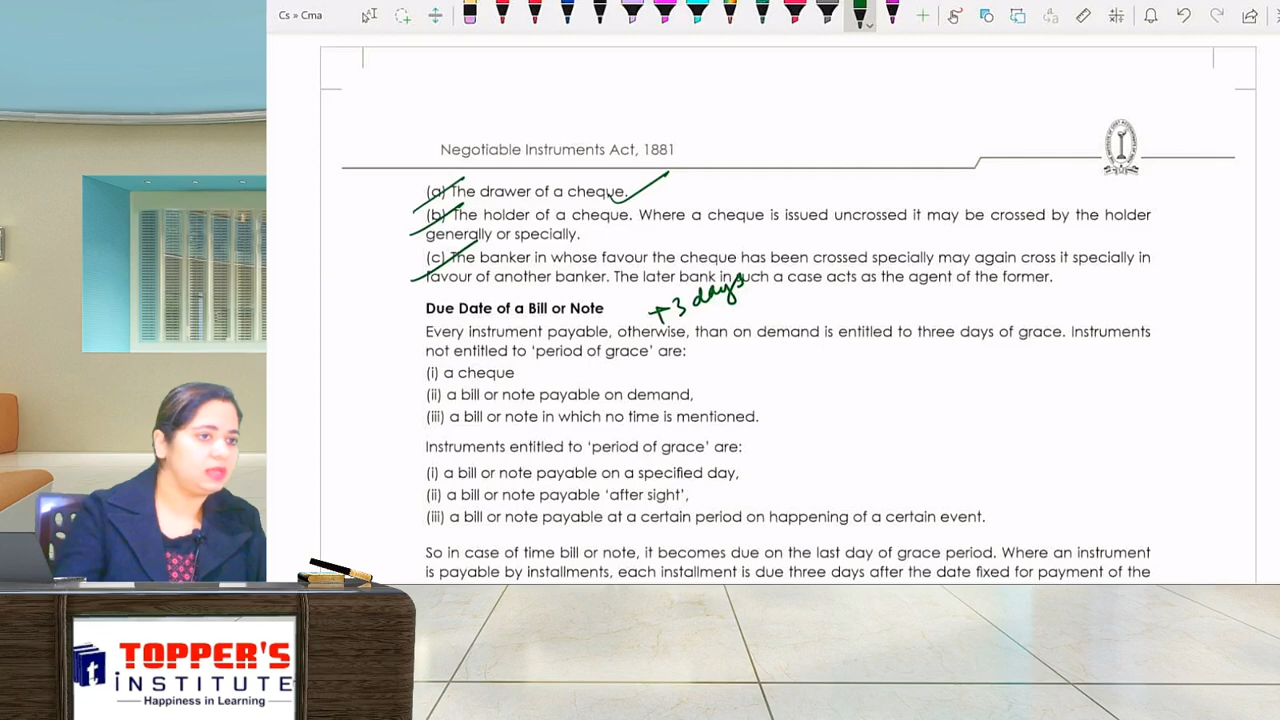 Cs » Cma
Negotiable Instruments Act, 1881
(a) The drawer of a cheque.
(b) The holder of a cheque. Where a cheque is issued uncrossed it may be crossed by the holder
generally or specially.
(c) The banker in whose favour the cheque has been crossed specially may again cross it specially in
favour of another banker. The later bank in such a case acts as the agent of the former.
+3 days
Due Date of a Bill or Note
Every instrument payable, otherwise, than on demand is entitled to three days of grace. Instruments
not entitled to ‘period of grace’ are:
(i) a cheque
(ii) a bill or note payable on demand,
(iii) a bill or note in which no time is mentioned.
Instruments entitled to ‘period of grace’ are:
(i) a bill or note payable on a specified day,
(ii) a bill or note payable ‘after sight’,
(iii) a bill or note payable at a certain period on happening of a certain event.
So in case of time bill or note, it becomes due on the last day of grace period. Where an instrument
is payable by installments, each installment is due three days after the date fixed for payment of the
t TOPPER'S
INSTITUTE
Happiness in Learning